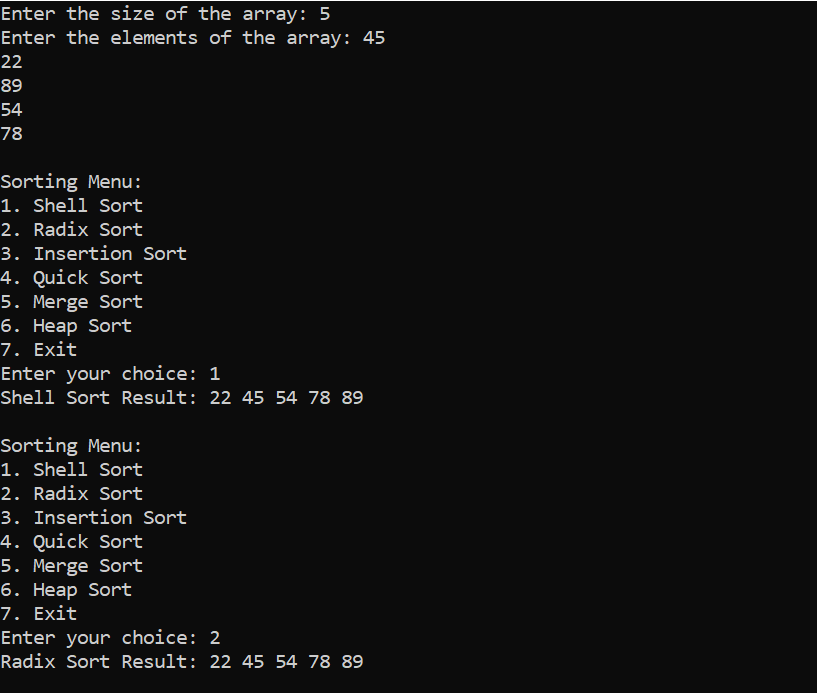 Enter the size of the array: 5
Enter the elements of the array: 45
22
89
54
78
Sorting Menu:
1. Shell Sort
2. Radix Sort
3. Insertion Sort
4. Quick Sort
5. Merge Sort
6. Heap Sort
7. Exit
Enter your choice: 1
Shell Sort Result: 22 45 54 78 89
Sorting Menu:
1. Shell Sort
2. Radix Sort
3. Insertion Sort
4. Quick Sort
5. Merge Sort
6. Heap Sort
7. Exit
Enter your choice: 2
Radix Sort Result: 22 45 54 78 89